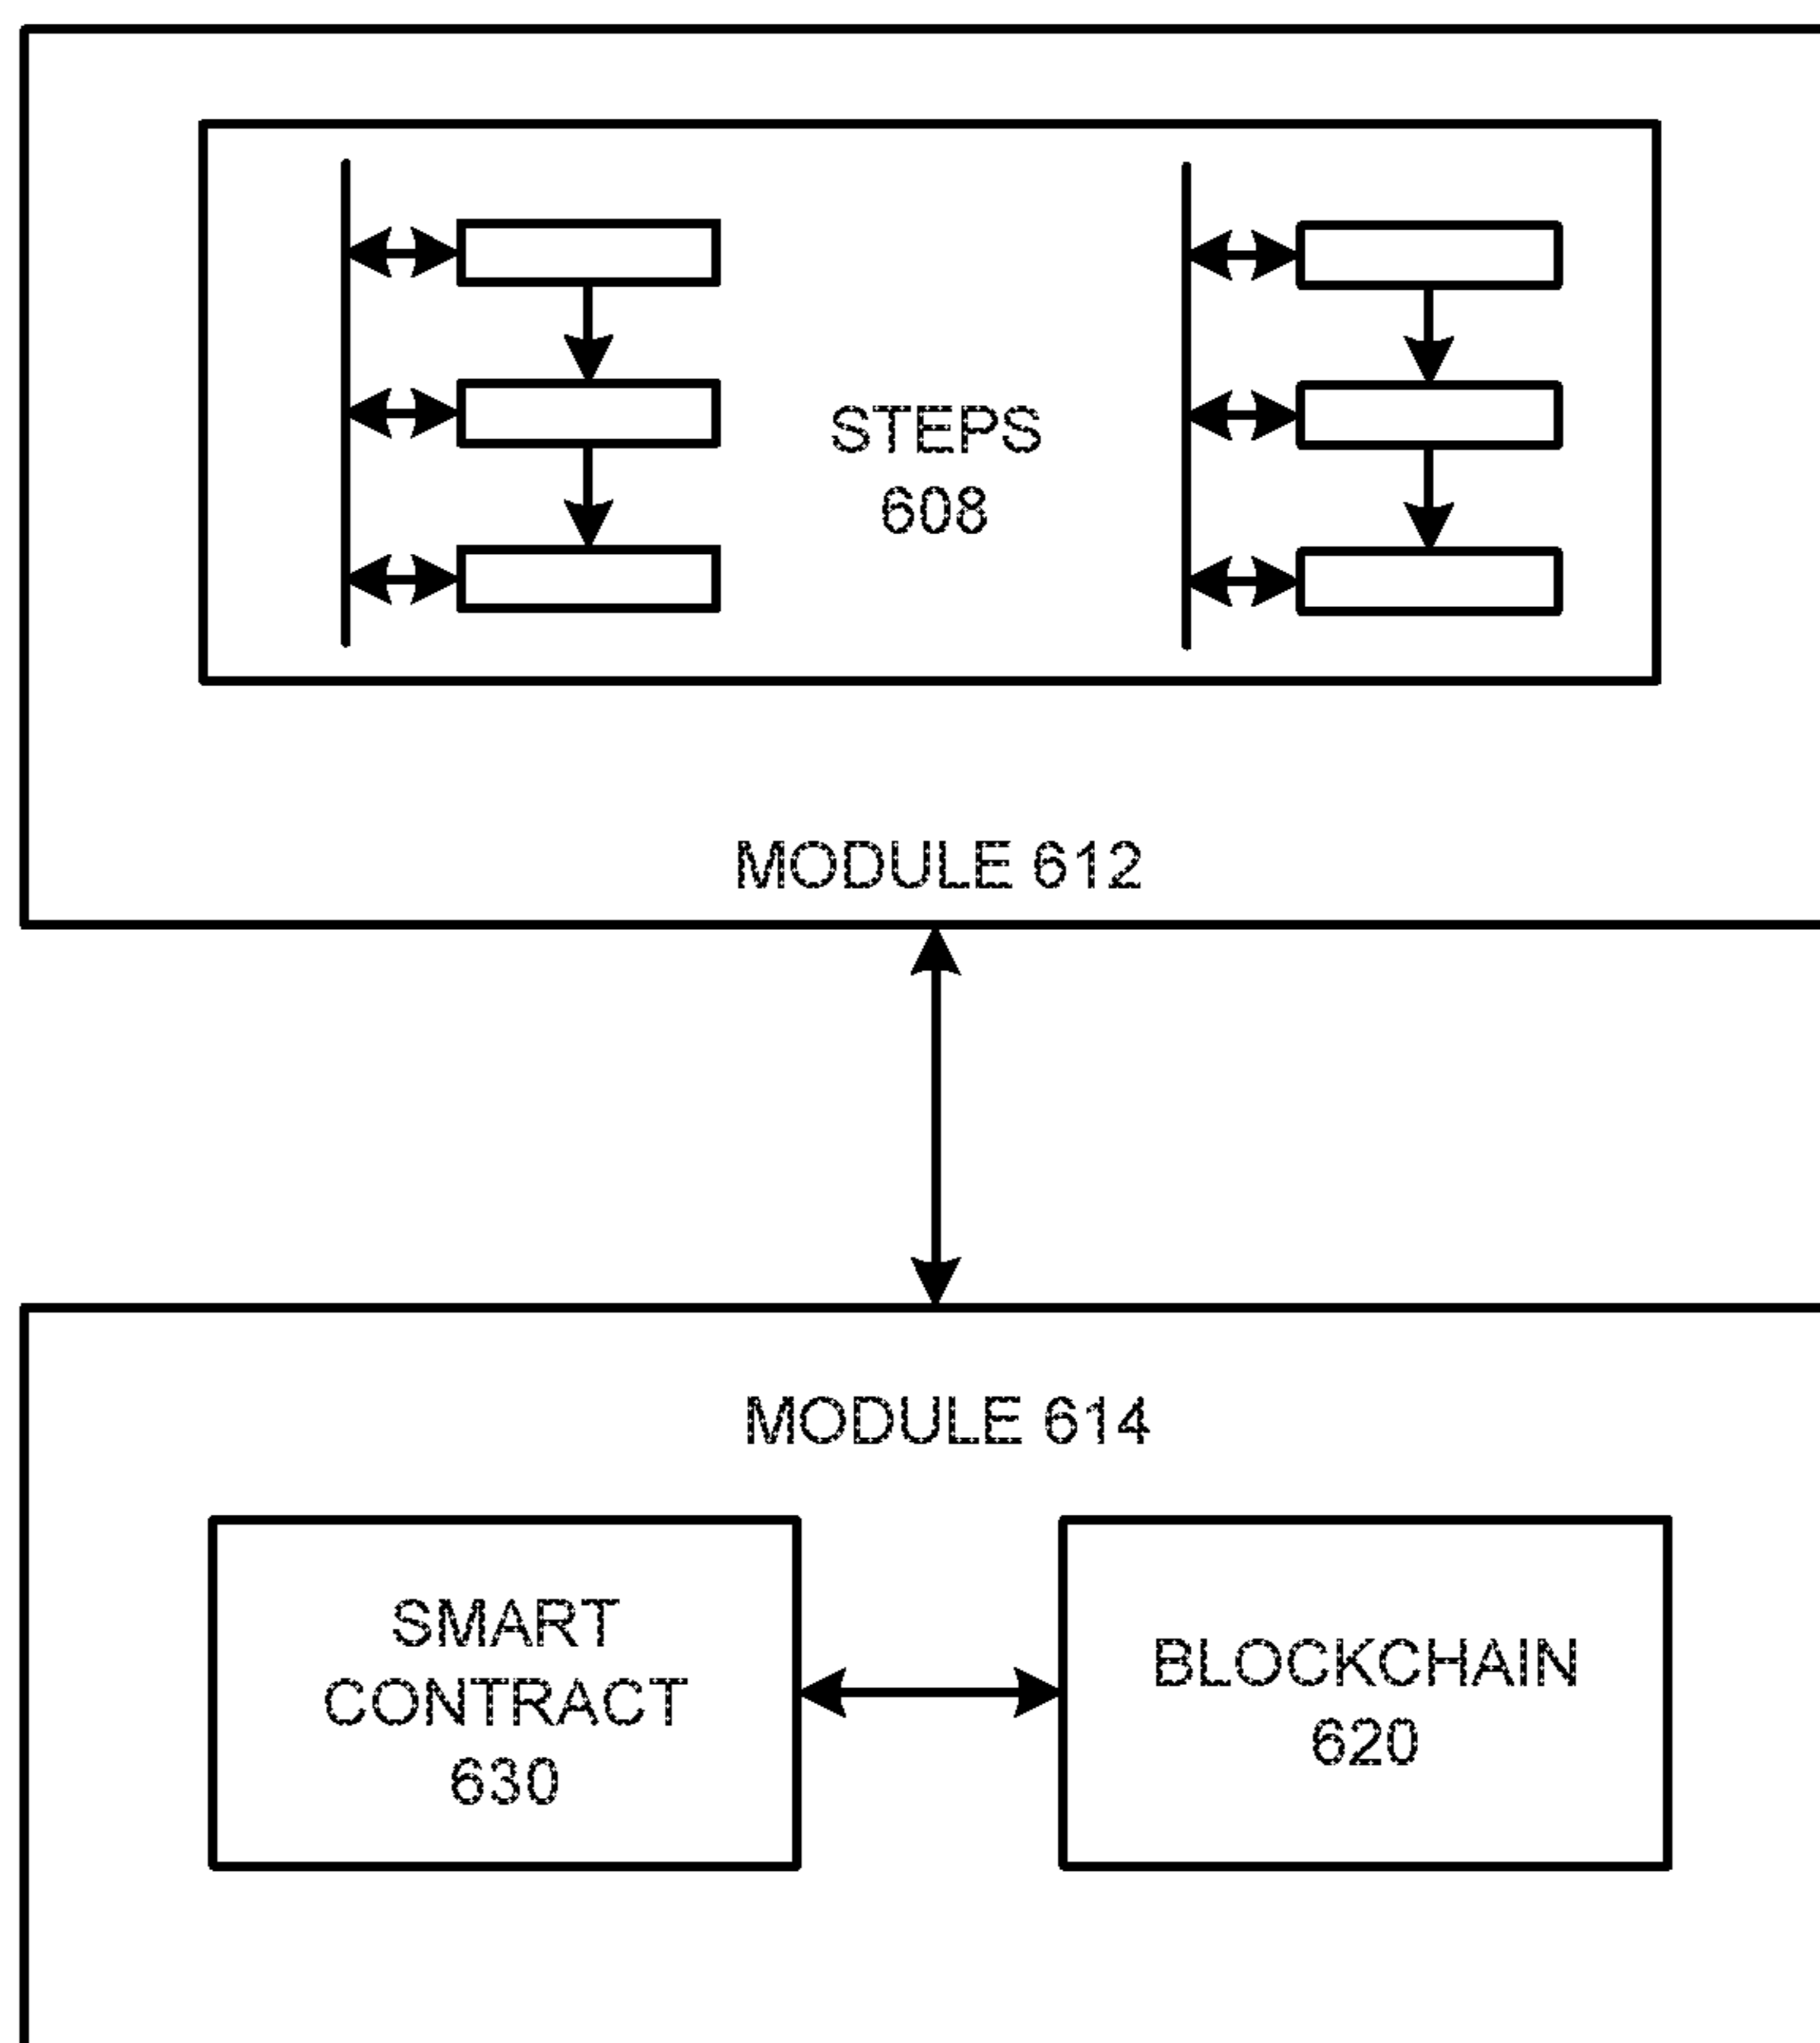 STEPS
608
MODULE 612
MODULE 614
SMART
CONTRACT
630
BLOCKCHAIN
620